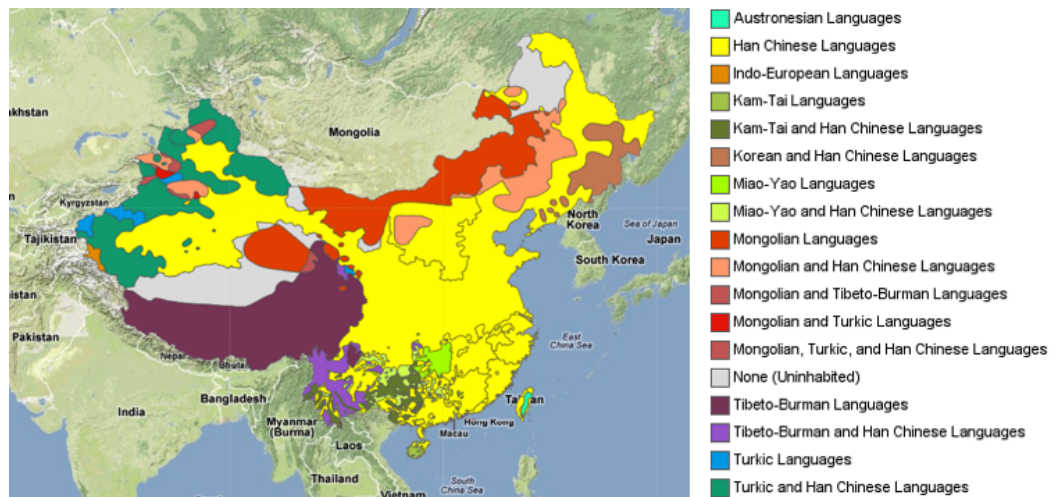 akhstan
Mongolia
Kyrgyzstan
Tajikistan
nistan
Pakistan
Nepal
Bhutan
India
Bangladesh
Myanmar
(Burma)
Laos
Thailand
Vietnam
North
Korea
Sea of Japan
Japan
South Korea
East
China Sea
Taiwan
Hong Kong
Macau
South
China Sea
Austronesian Languages
Han Chinese Languages
Indo-European Languages
Kam-Tai Languages
Kam-Tai and Han Chinese Languages
Korean and Han Chinese Languages
Miao-Yao Languages
Miao-Yao and Han Chinese Languages
Mongolian Languages
Mongolian and Han Chinese Languages
Mongolian and Tibeto-Burman Languages
Mongolian and Turkic Languages
Mongolian, Turkic, and Han Chinese Languages
None (Uninhabited)
Tibeto-Burman Languages
Tibeto-Burman and Han Chinese Languages
Turkic Languages
Turkic and Han Chinese Languages